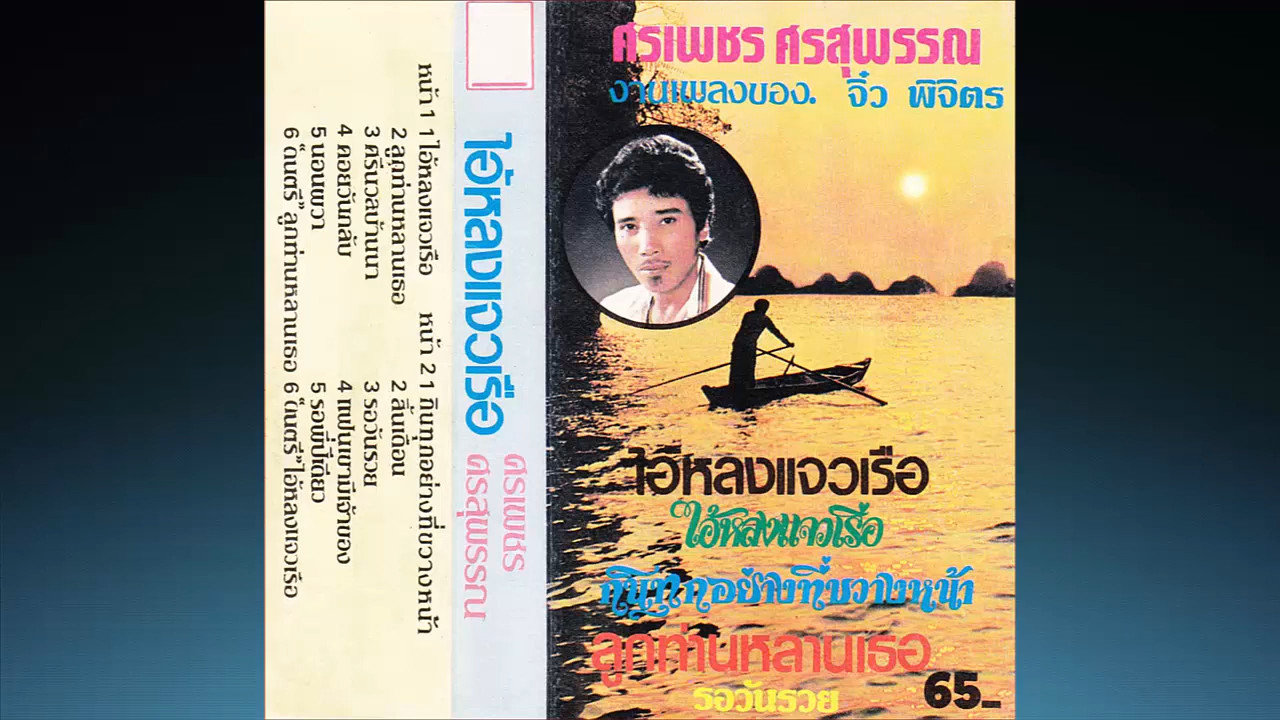 ศรเพชร ศรสุพรรณ
งานเพลงของ. จิ๋ว พิจิตร
ไอ้หลงแจวเรือ
ไอ้หลงแจวเรือ
กินทุกอย่างที่ขวางหน้า
ลูกท่านหลานเธอ
รอวันรวย
65_
ไอ้หลงแจวเรือ
ศรเพชร
ศรสุพรรณ
หน้า 1 1 ไอ้หลงแจวเรือ
2 ลูกท่านหลานเธอ
3 ศรีนวลบ้านนา
4 คอยวันกลับ
5 นอนผวา
6 "ดนตรี" ลูกท่านหลานเธอ
หน้า 2 1 กินทุกอย่างที่ขวางหน้า
2 สิ้นเดือน
3 รอวันรวย
4 แฟนเขามีเจ้าของ
5 รอพี่ปีเดียว
6 "ดนตรี" ไอ้หลงแจวเรือ